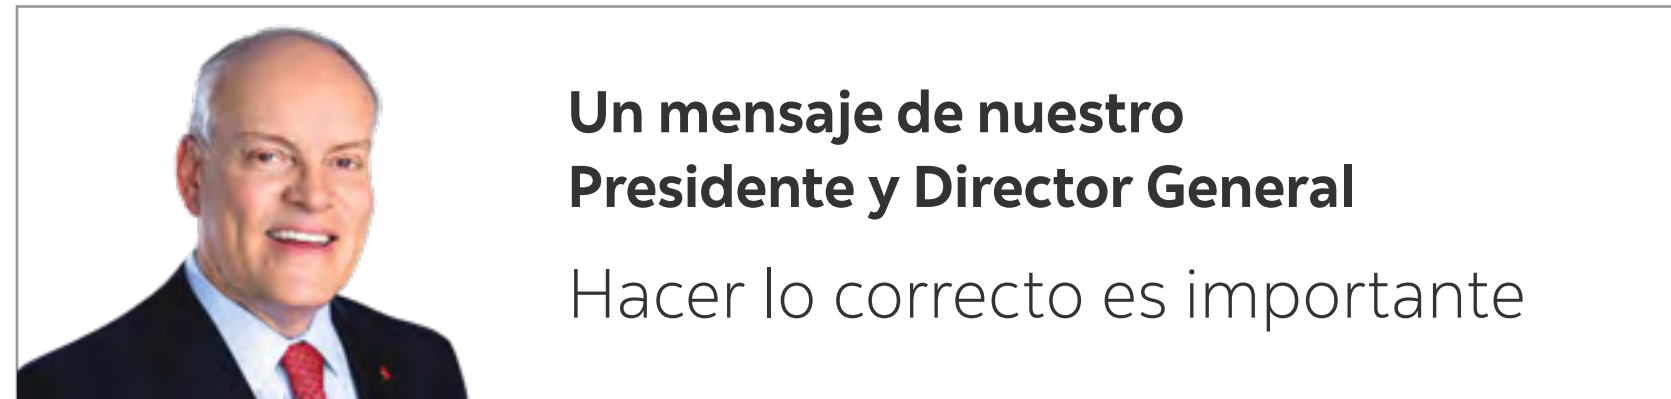 Un mensaje de nuestro
Presidente y Director General
Hacer lo correcto es importante